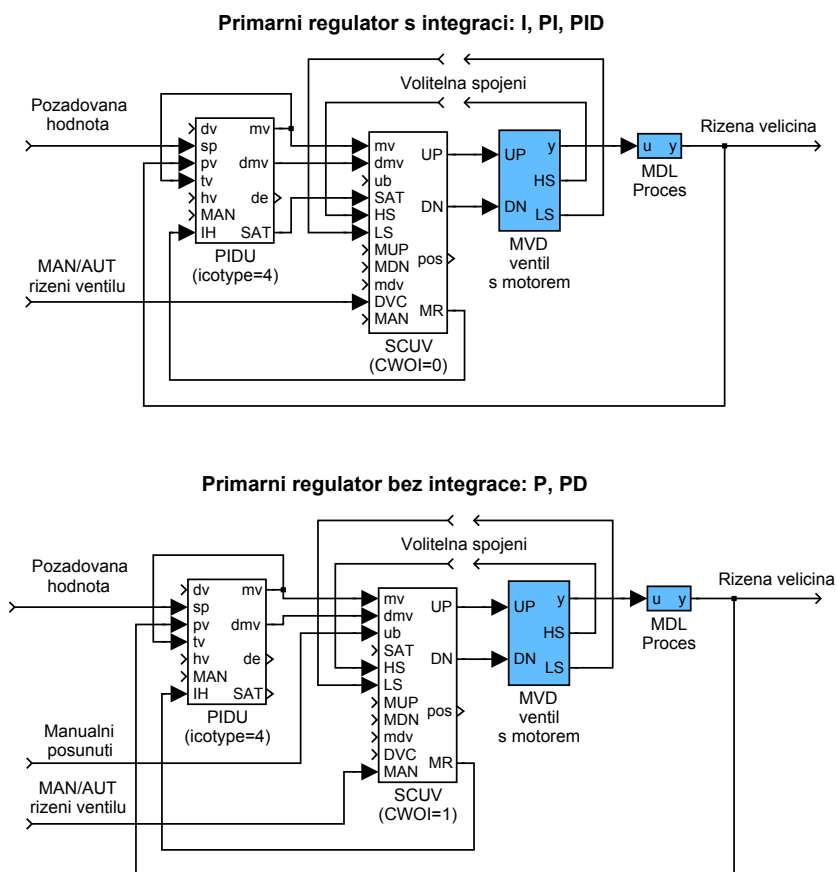 Primarni regulator s integraci: I, PI, PID
Volitelna spojeni
Pozadovana
hodnota
dv
sp
pv
tv
hv
MAN
IH
mv
dmv
de
SAT
PIDU
(icotype=4)
MAN/AUT
rizeni ventilu
mv
dmv
ub
SAT
HS
LS
MUP
MDN
mdv
DVC
MAN
UP
DN
pos
MR
SCUV
(CWOI=0)
UP
DN
y
HS
LS
MVD
ventil
s motorem
u y
MDL
Proces
Rizena velicina
Primarni regulator bez integrace: P, PD
Volitelna spojeni
Pozadovana
hodnota
dv
sp
pv
tv
hv
MAN
IH
mv
dmv
de
SAT
PIDU
(icotype=4)
Manualni
posunuti
MAN/AUT
rizeni ventilu
mv
dmv
ub
SAT
HS
LS
MUP
MDN
mdv
DVC
MAN
UP
DN
pos
MR
SCUV
(CWOI=1)
UP
DN
y
HS
LS
MVD
ventil
s motorem
u y
MDL
Proces
Rizena velicina